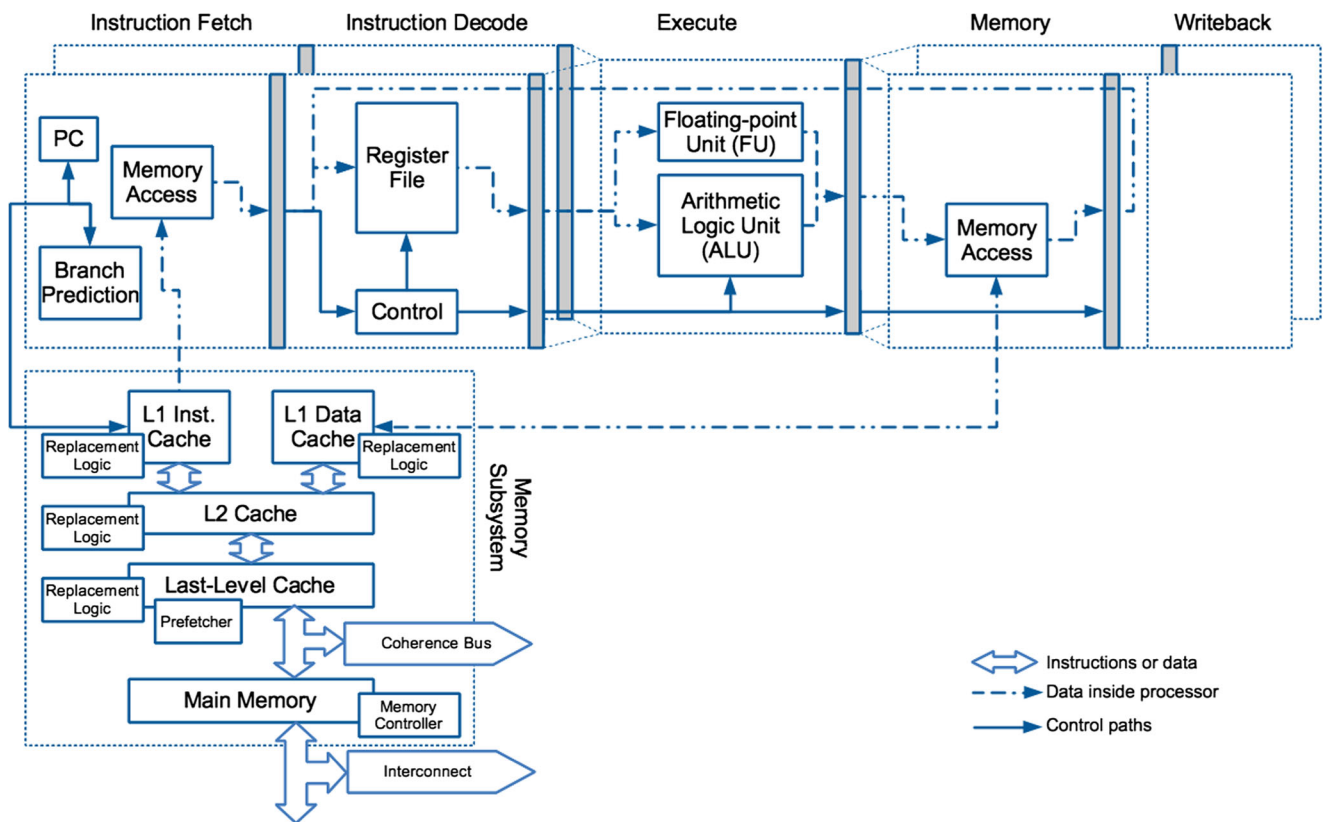 Instruction Fetch
Instruction Decode
Execute
Memory
Writeback
PC
Memory
Access
Branch
Prediction
Register
File
Control
Floating-point
Unit (FU)
Arithmetic
Logic Unit
(ALU)
Memory
Access
L1 Inst.
Cache
Replacement
Logic
L1 Data
Cache
Replacement
Logic
L2 Cache
Replacement
Logic
Last-Level Cache
Replacement
Logic
Prefetcher
Memory
Subsystem
Coherence Bus
Main Memory
Memory
Controller
Interconnect
Instructions or data
Data inside processor
Control paths